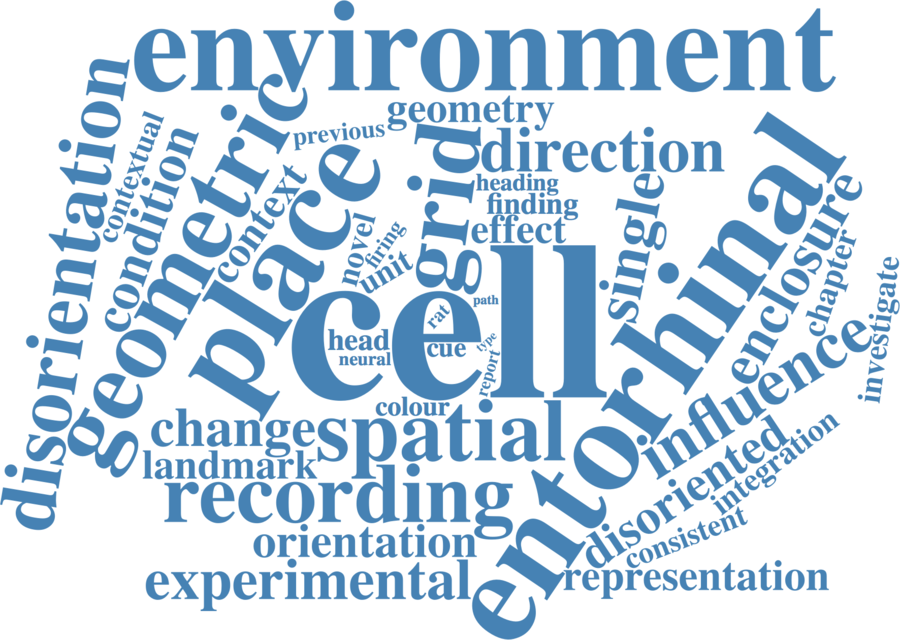 environment
disorientation
contextual
condition
geometric
previous
geometry
context
place
grid
direction
heading
finding
effect
novel
firing
unit
single
entorhinal
enclosure
chapter
investigate
cell
path
rat
head
neural
cue
type
report
influence
colour
change
spatial
landmark
recording
disoriented
integration
consistent
orientation
experimental
representation